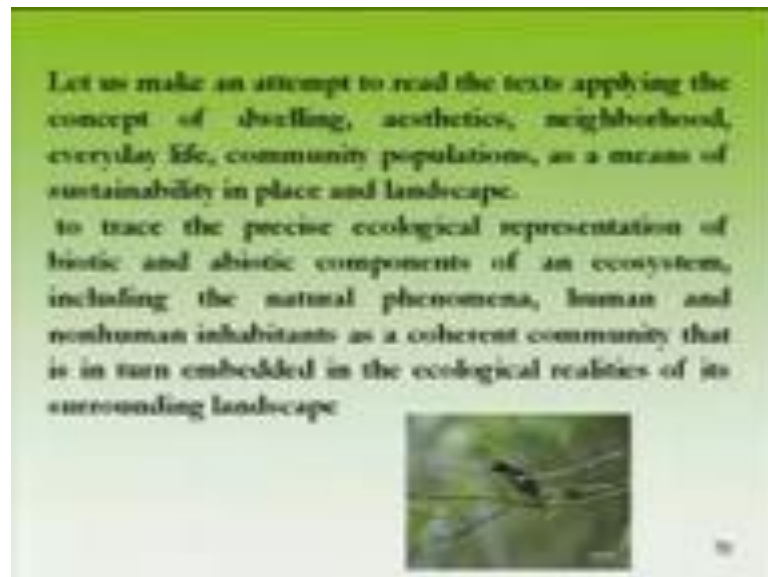 Let us make an attempt to read the texts applying the
concept of dwelling, aesthetics, neighborhood,
everyday life, community populations, as a means of
sustainability in place and landscape.
to trace the precise ecological representation of
biotic and abiotic components of an ecosystem,
including the natural phenomena, human and
nonhuman inhabitants as a coherent community that
is in turn embedded in the ecological realities of its
surrounding landscape